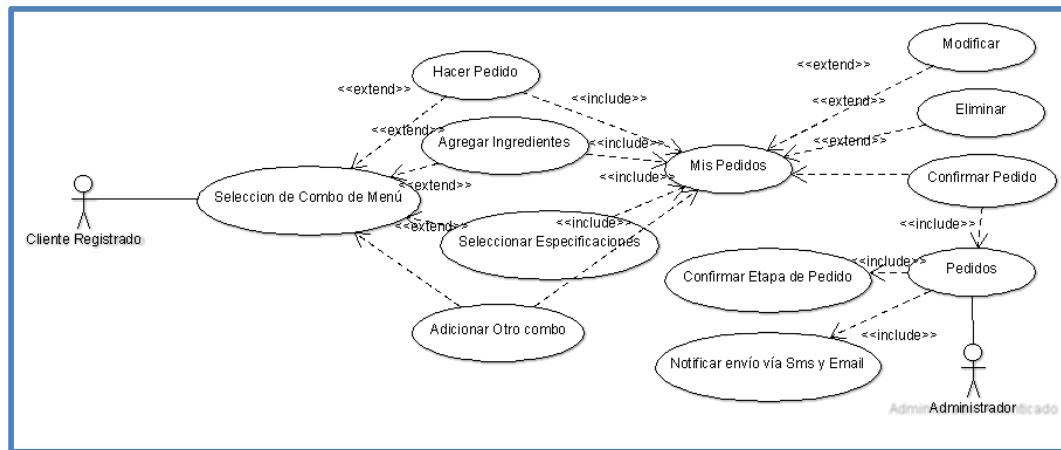 Modificar
Hacer Pedido
<<extend>>
<<extend>>
<<include>>
Eliminar
<<extend>>
Agregar Ingredientes
<<include>>
<<extend>>
Mis Pedidos
Confirmar Pedido
<<include>>
Seleccion de Combo de Menú
<<extend>>
<<extend>>
<<include>>
Cliente Registrado
Seleccionar Especificaciones
<<include>>
Pedidos
Confirmar Etapa de Pedido
Adicionar Otro combo
<<include>>
Notificar envío vía Sms y Email
Administrador